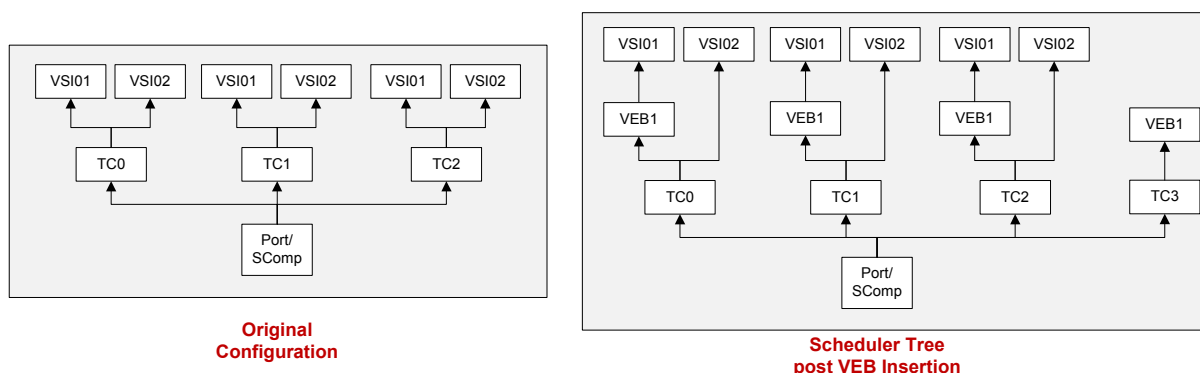 VSI01
VSI02
VSI01
VSI02
VSI01
VSI02
TC0
TC1
TC2
Port/
SComp
Original
Configuration
VSI01
VSI02
VSI01
VSI02
VSI01
VSI02
VEB1
VEB1
VEB1
VEB1
TC0
TC1
TC2
TC3
Port/
SComp
Scheduler Tree
post VEB Insertion